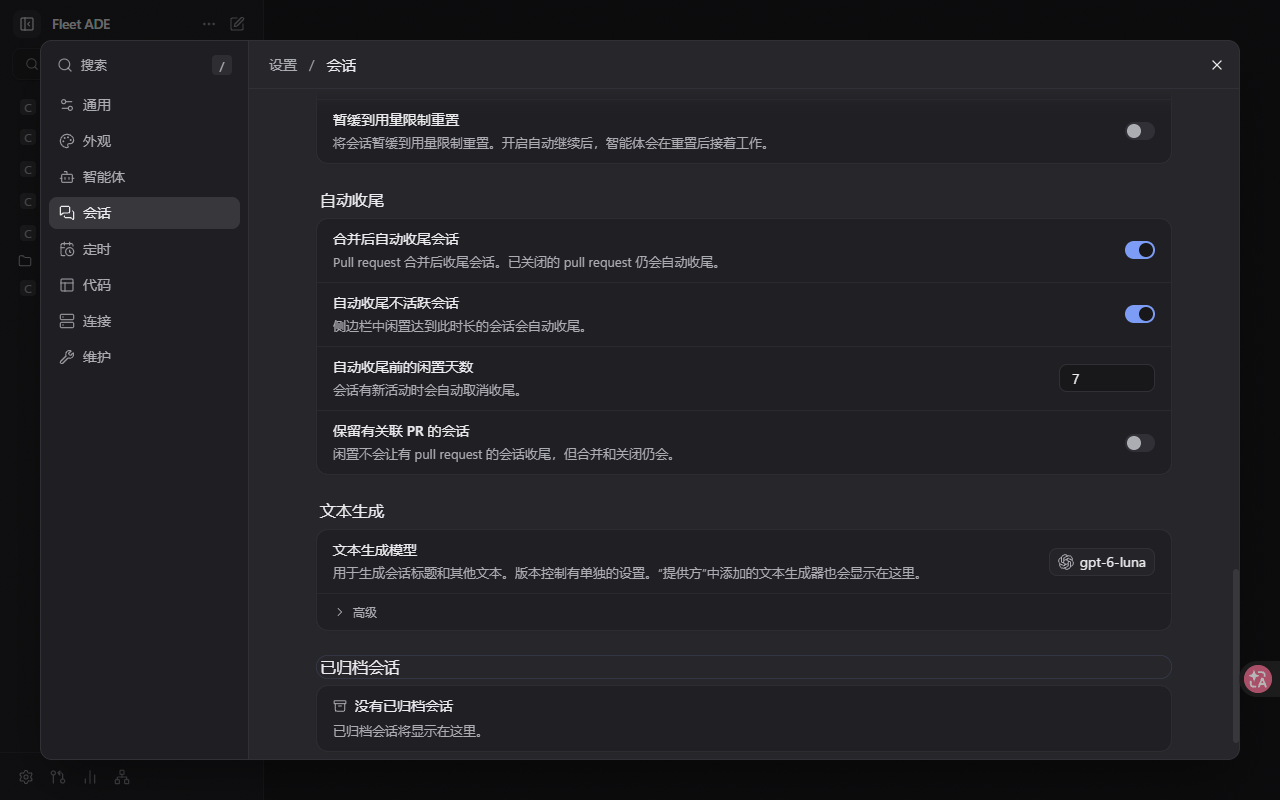 Fleet ADE
搜索
/
设置 / 会话
通用
外观
智能体
会话
定时
代码
连接
维护
C
C
C
C
C
C
暂缓到用量限制重置
将会话暂缓到用量限制重置。开启自动继续后，智能体会在重置后接着工作。
自动收尾
合并后自动收尾会话
Pull request 合并后收尾会话。已关闭的 pull request 仍会自动收尾。
自动收尾不活跃会话
侧边栏中闲置达到此时长的会话会自动收尾。
自动收尾前的闲置天数
会话有新活动时会自动取消收尾。
7
保留有关联 PR 的会话
闲置不会让有 pull request 的会话收尾，但合并和关闭仍会。
文本生成
文本生成模型
用于生成会话标题和其他文本。版本控制有单独的设置。“提供方”中添加的文本生成器也会显示在这里。
gpt-6-luna
高级
已归档会话
没有已归档会话
已归档会话将显示在这里。